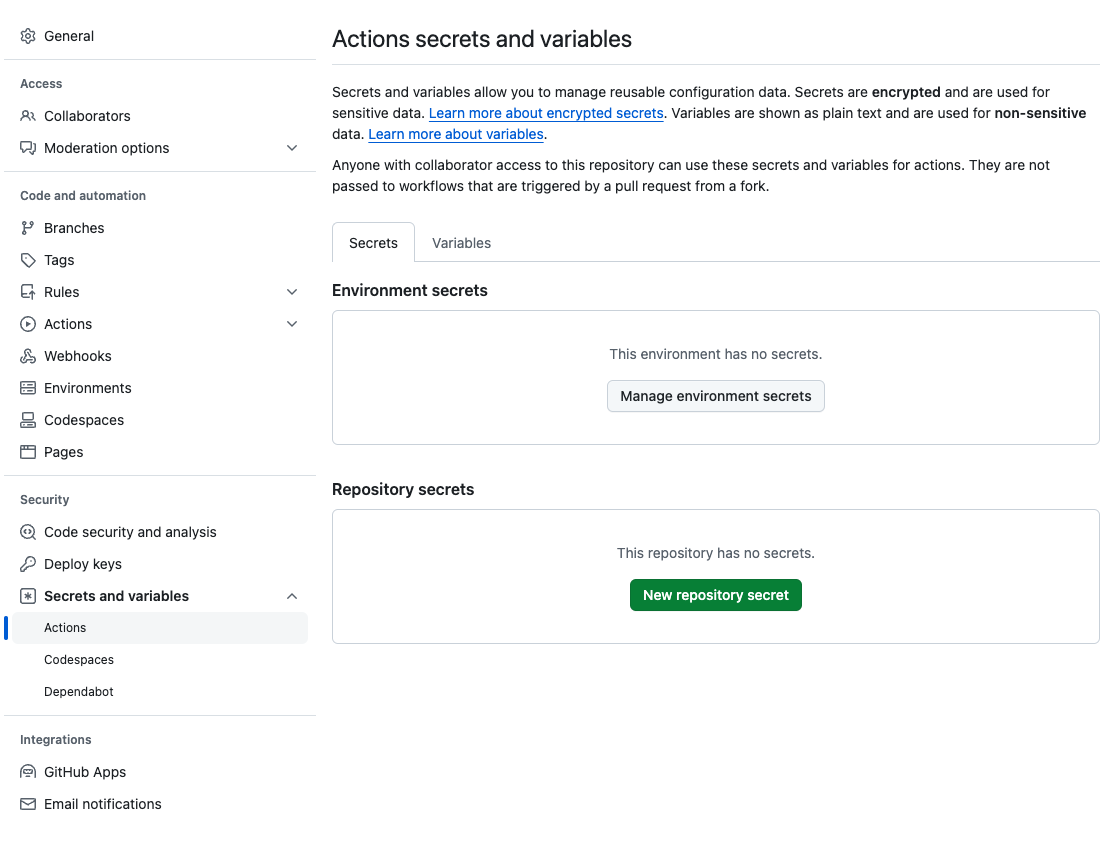 General
Access
Collaborators
Moderation options
Code and automation
Branches
Tags
Rules
Actions
Webhooks
Environments
Codespaces
Pages
Security
Code security and analysis
Deploy keys
Secrets and variables
Actions
Codespaces
Dependabot
Integrations
GitHub Apps
Email notifications
Actions secrets and variables
Secrets and variables allow you to manage reusable configuration data. Secrets are encrypted and are used for
sensitive data. Learn more about encrypted secrets. Variables are shown as plain text and are used for non-sensitive
data. Learn more about variables.
Anyone with collaborator access to this repository can use these secrets and variables for actions. They are not
passed to workflows that are triggered by a pull request from a fork.
Secrets Variables
Environment secrets
This environment has no secrets.
Manage environment secrets
Repository secrets
This repository has no secrets.
New repository secret